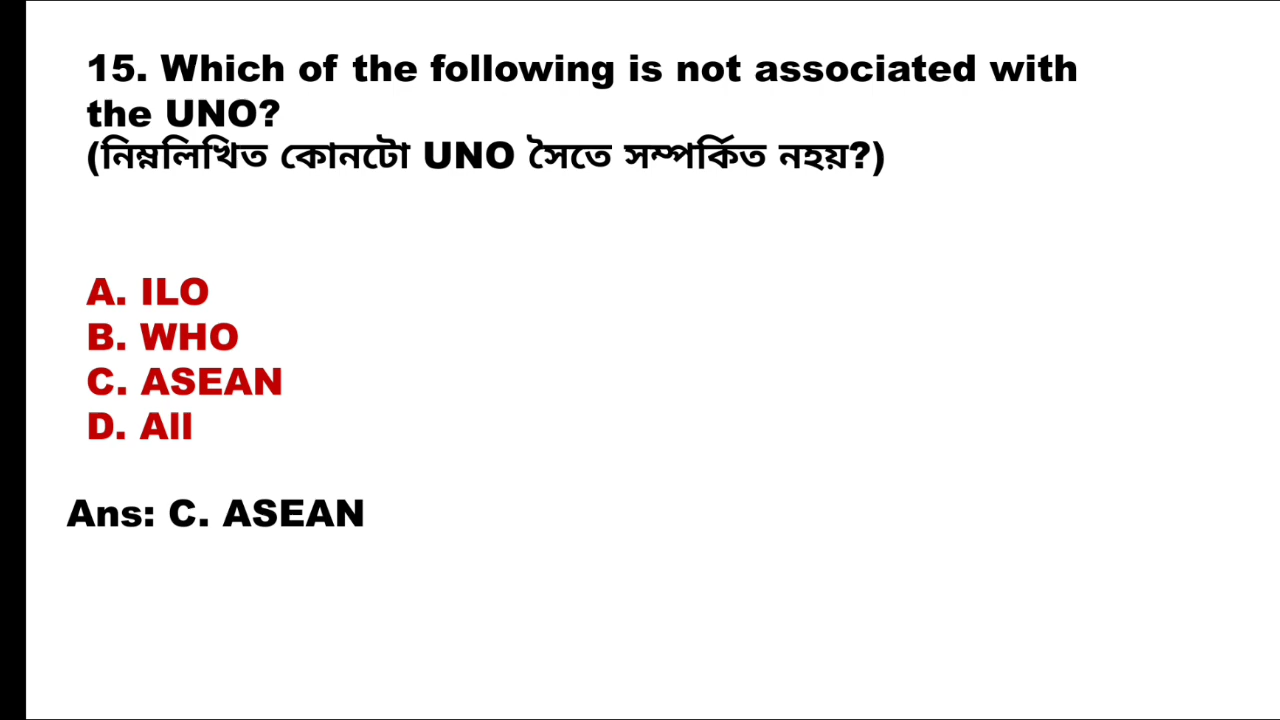 15. Which of the following is not associated with
the UNO?
(নিম্নলিখিত কোনটো UNO সৈতে সম্পৰ্কিত নহয়?)
A. ILO
B. WHO
C. ASEAN
D. All
Ans: C. ASEAN